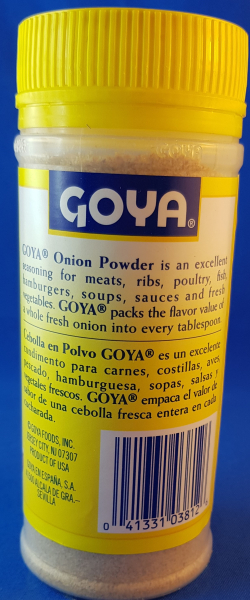 GOYA®
GOYA® Onion Powder is an excellent
seasoning for meats, ribs, poultry, fish,
hamburgers, soups, sauces and fresh
vegetables. GOYA® packs the flavor value of
a whole fresh onion into every tablespoon.
Cebolla en Polvo GOYA® es un excelente
condimento para carnes, costillas, aves,
pescado, hamburguesa, sopas, salsas y
vegetales frescos. GOYA® empaca el valor de
sabor de una cebolla fresca entera en cada
cucharada.
© GOYA FOODS, INC.
JERSEY CITY, NJ 07307
PRODUCT OF USA
GOYA EN ESPAÑA, S.A.
ALCALA DE GRA.—
SEVILLA
0 41331 03812